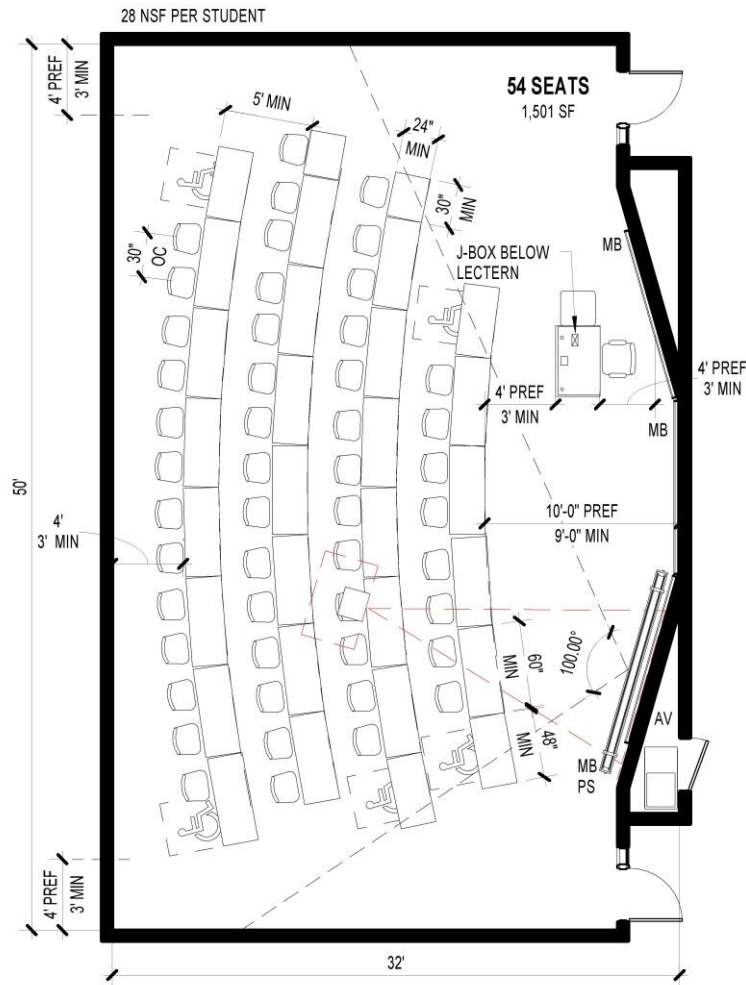 28 NSF PER STUDENT
4' PREF
3' MIN
54 SEATS
1,501 SF
5' MIN
24"
MIN
30"
MIN
30"
OC
J-BOX BELOW
LECTERN
MB
4' PREF
3' MIN
4' PREF
3' MIN
MB
50'
10'-0" PREF
9'-0" MIN
4'
3' MIN
60"
MIN
100.00°
48"
MIN
AV
MB
PS
4' PREF
3' MIN
32'